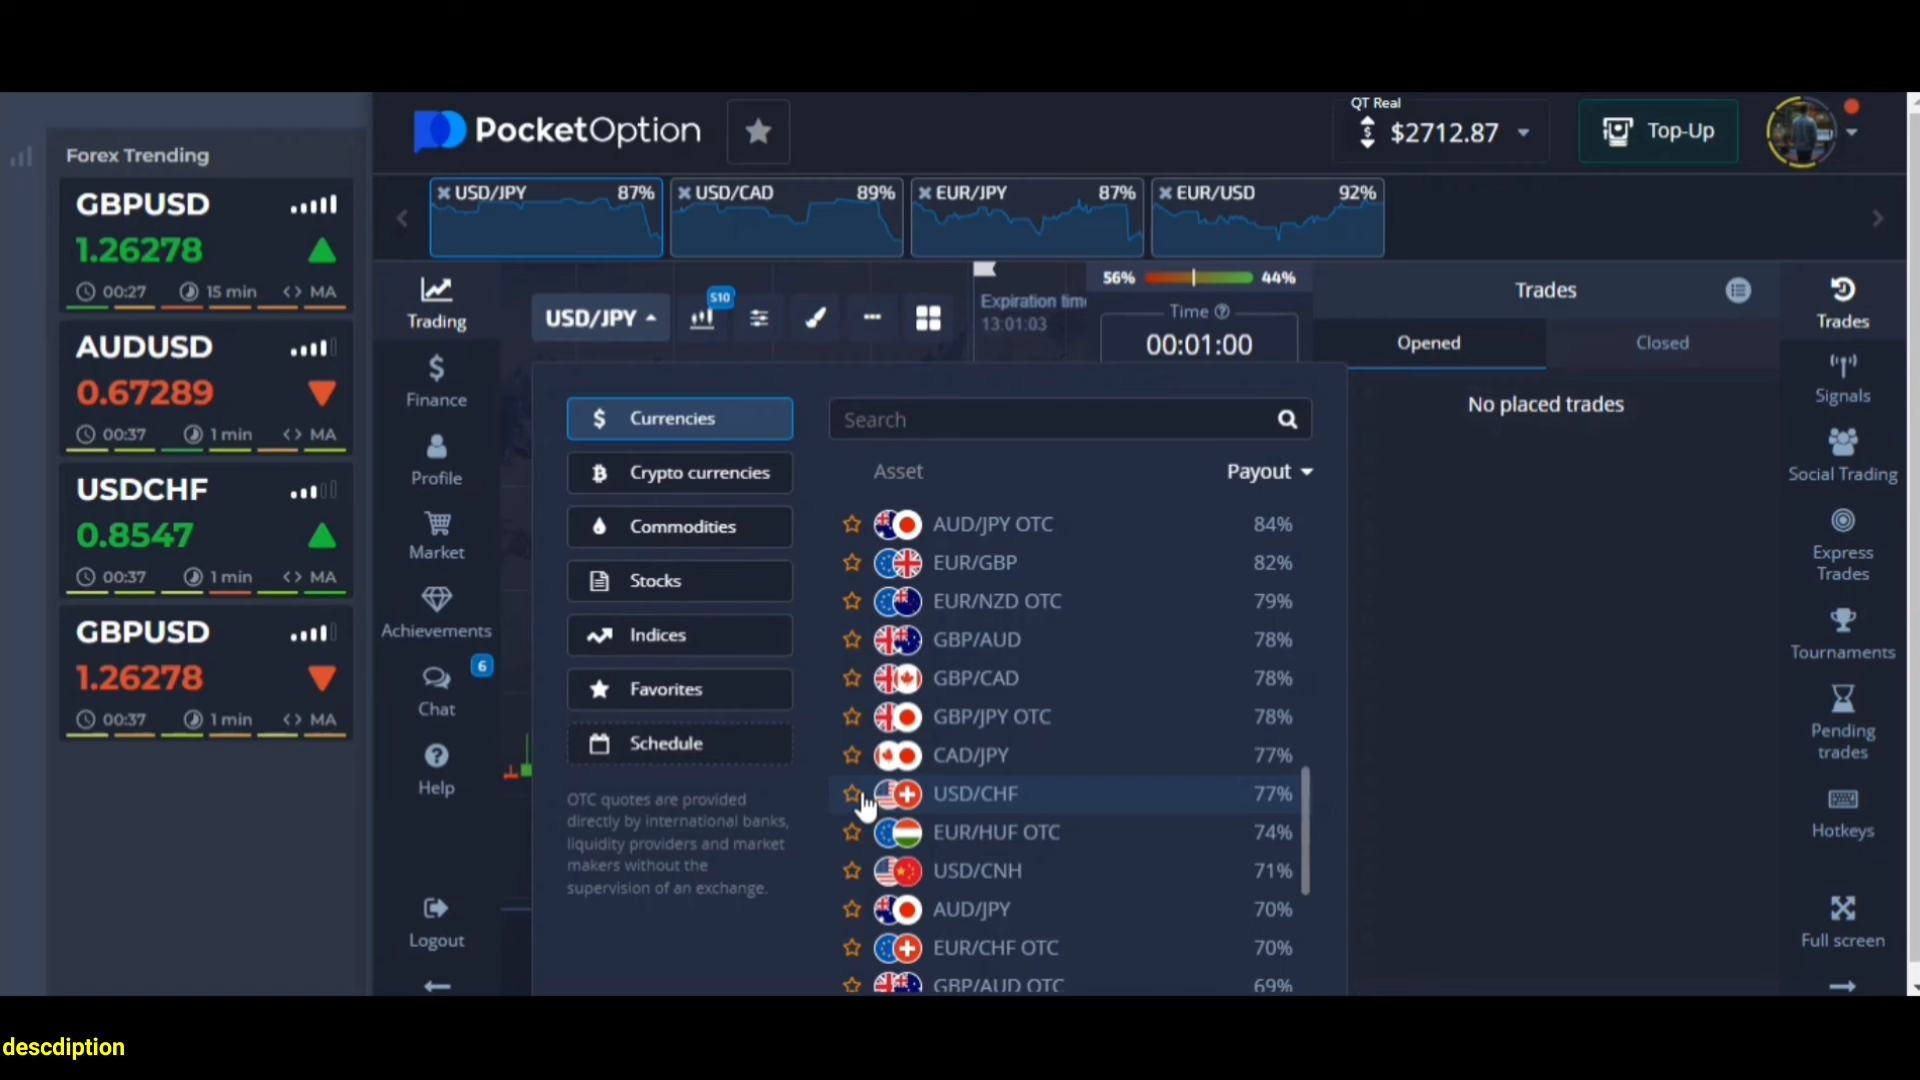 Forex Trending
GBPUSD
1.26278
00:27 15 min <> MA
AUDUSD
0.67289
00:37 1 min <> MA
USDCHF
0.8547
00:37 1 min <> MA
GBPUSD
1.26278
00:37 1 min <> MA
PocketOption
QT Real
$2712.87
Top-Up
USD/JPY 87%
USD/CAD 89%
EUR/JPY 87%
EUR/USD 92%
Trading
Finance
Profile
Market
Achievements
6
Chat
Help
Logout
USD/JPY
S10
Expiration time
13:01:03
56% 44%
Time
00:01:00
Currencies
Crypto currencies
Commodities
Stocks
Indices
Favorites
Schedule
OTC quotes are provided
directly by international banks,
liquidity providers and market
makers without the
supervision of an exchange.
Search
Asset Payout
AUD/JPY OTC 84%
EUR/GBP 82%
EUR/NZD OTC 79%
GBP/AUD 78%
GBP/CAD 78%
GBP/JPY OTC 78%
CAD/JPY 77%
USD/CHF 77%
EUR/HUF OTC 74%
USD/CNH 71%
AUD/JPY 70%
EUR/CHF OTC 70%
GBP/AUD OTC 69%
Trades
Opened Closed
No placed trades
Trades
Signals
Social Trading
Express
Trades
Tournaments
Pending
trades
Hotkeys
Full screen
descdiption